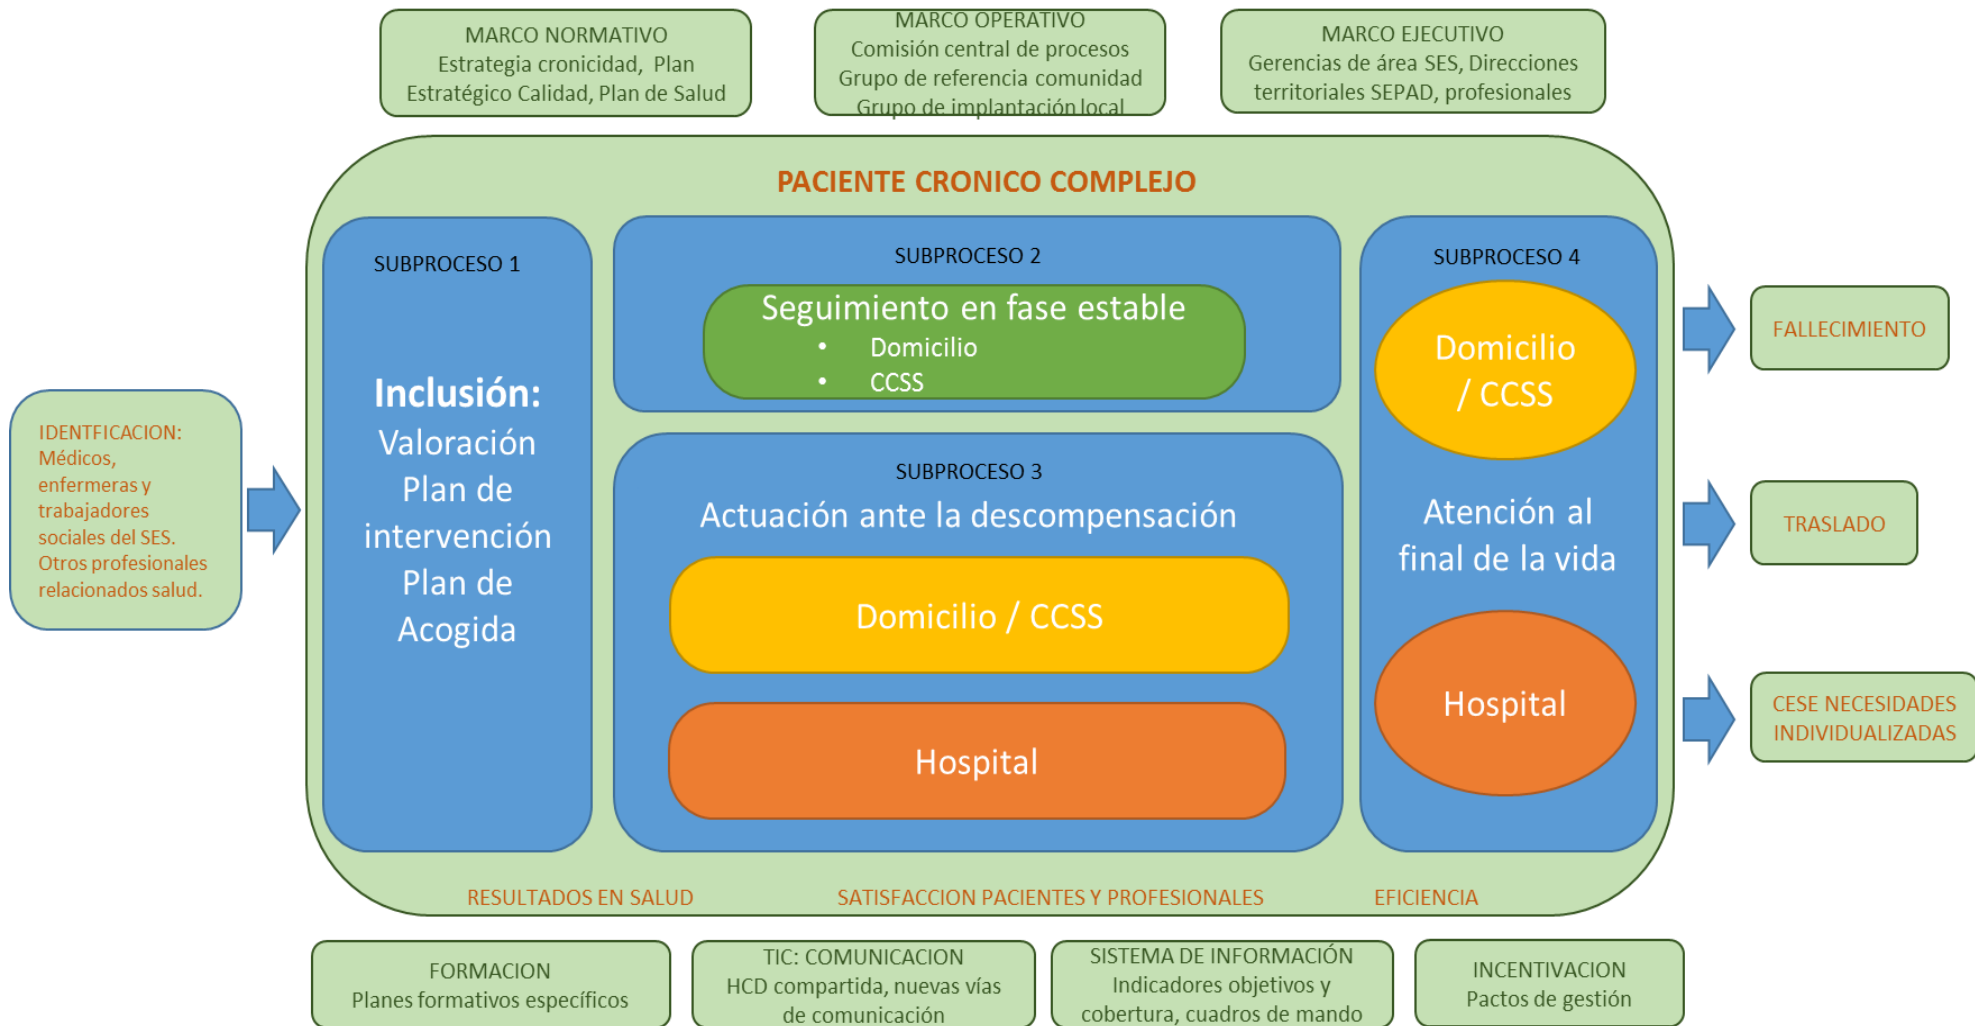 MARCO NORMATIVO
Estrategia cronicidad, Plan
Estratégico Calidad, Plan de Salud
MARCO OPERATIVO
Comisión central de procesos
Grupo de referencia comunidad
Grupo de implantación local
MARCO EJECUTIVO
Gerencias de área SES, Direcciones
territoriales SEPAD, profesionales
PACIENTE CRONICO COMPLEJO
IDENTFICACION:
Médicos,
enfermeras y
trabajadores
sociales del SES.
Otros profesionales
relacionados salud.
SUBPROCESO 1
Inclusión:
Valoración
Plan de
intervención
Plan de
Acogida
SUBPROCESO 2
Seguimiento en fase estable
• Domicilio
• CCSS
SUBPROCESO 3
Actuación ante la descompensación
Domicilio / CCSS
Hospital
SUBPROCESO 4
Domicilio
/ CCSS
Atención al
final de la vida
Hospital
FALLECIMIENTO
TRASLADO
CESE NECESIDADES
INDIVIDUALIZADAS
RESULTADOS EN SALUD
SATISFACCION PACIENTES Y PROFESIONALES
EFICIENCIA
FORMACION
Planes formativos específicos
TIC: COMUNICACION
HCD compartida, nuevas vías
de comunicación
SISTEMA DE INFORMACIÓN
Indicadores objetivos y
cobertura, cuadros de mando
INCENTIVACION
Pactos de gestión